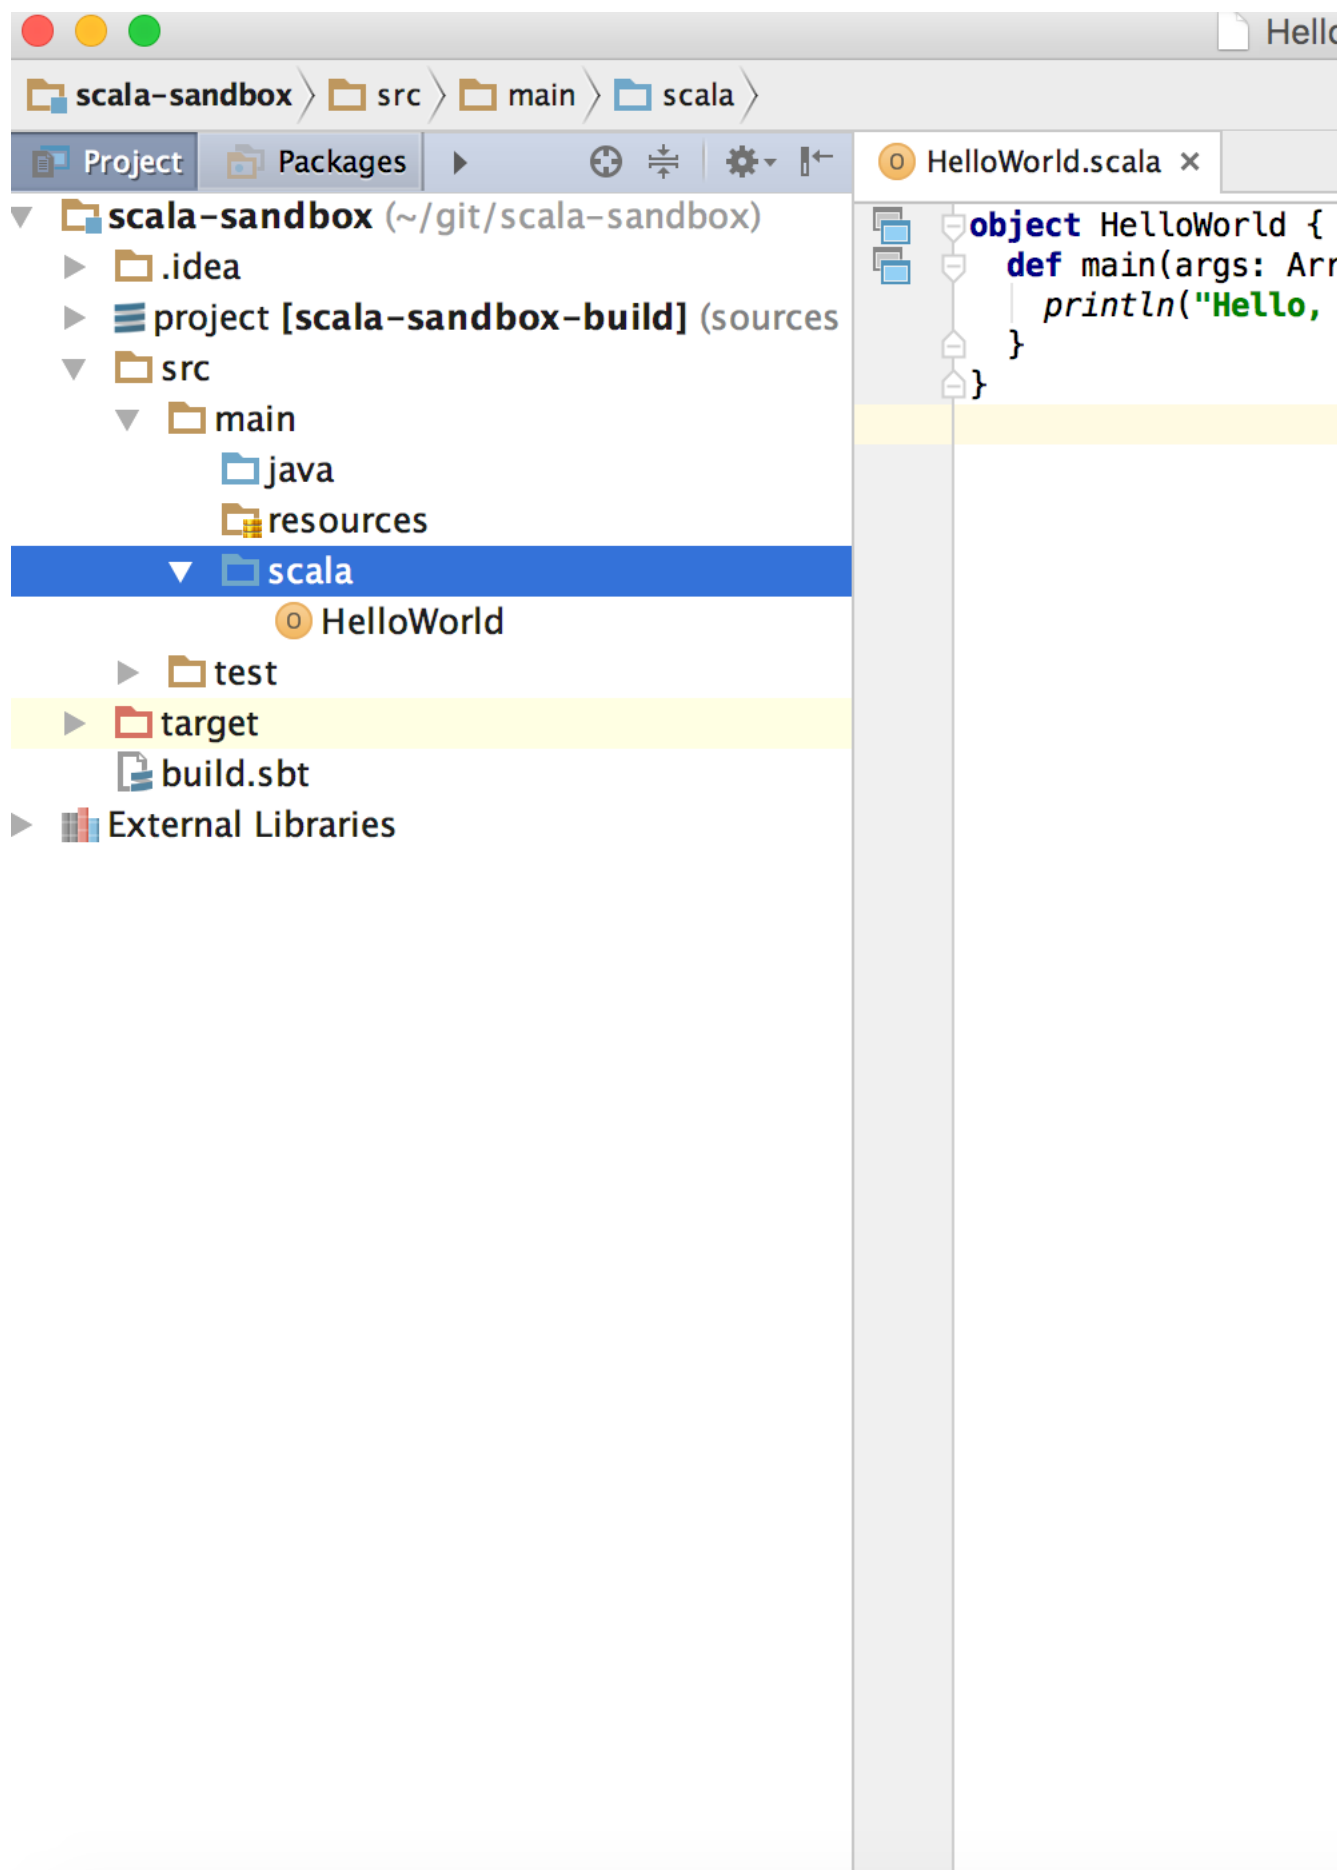 Hello
scala-sandbox src main scala
Project Packages
HelloWorld.scala
scala-sandbox (~/git/scala-sandbox)
.idea
project [scala-sandbox-build] (sources
src
main
java
resources
scala
HelloWorld
test
target
build.sbt
External Libraries
object HelloWorld {
def main(args: Arr
println("Hello,
}
}